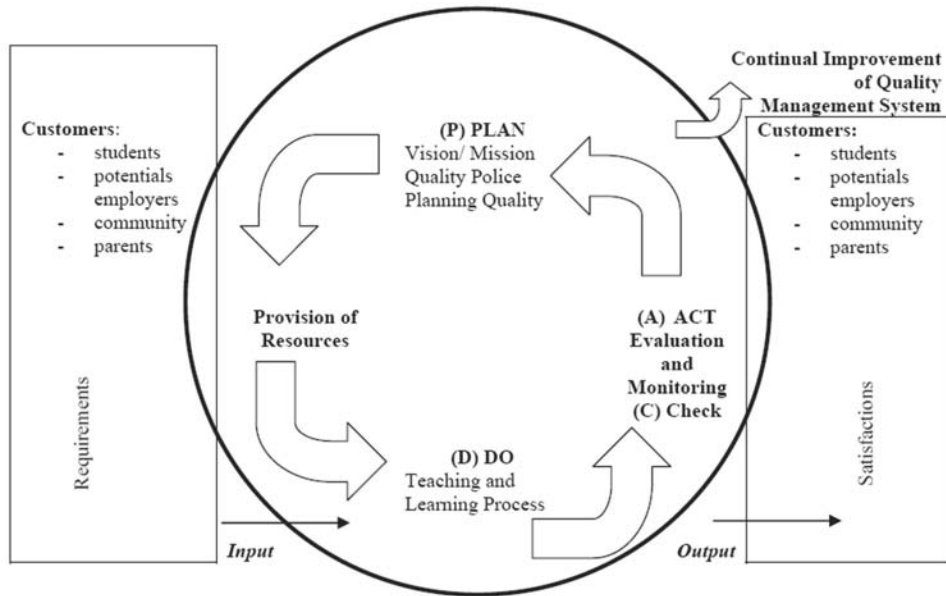 Customers:
- students
- potentials
employers
- community
- parents
Requirements
(P) PLAN
Vision/ Mission
Quality Police
Planning Quality
Provision of
Resources
(D) DO
Teaching and
Learning Process
(A) ACT
Evaluation
and
Monitoring
(C) Check
Input
Output
Continual Improvement
of Quality
Management System
Customers:
- students
- potentials
employers
- community
- parents
Satisfactions